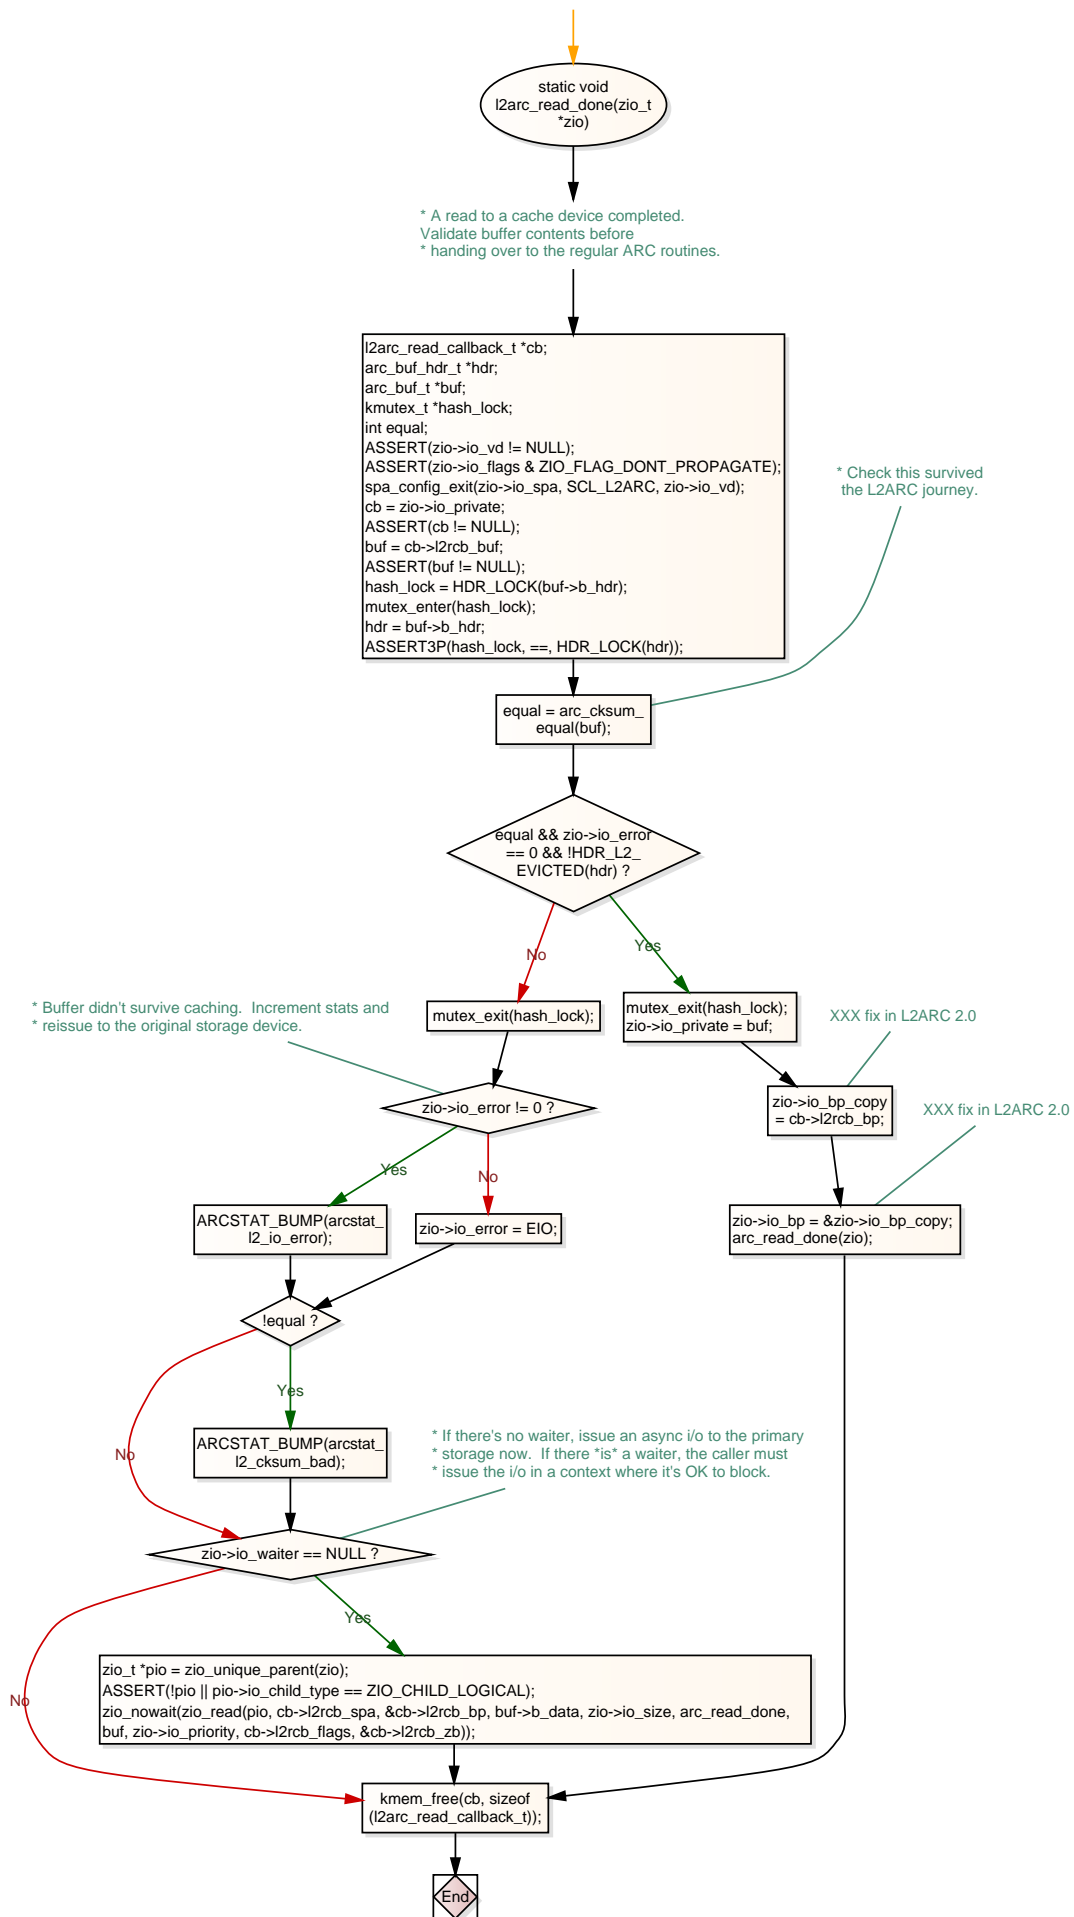 static void
l2arc_read_done(zio_t
*zio)
* A read to a cache device completed.
Validate buffer contents before
* handing over to the regular ARC routines.
l2arc_read_callback_t *cb;
arc_buf_hdr_t *hdr;
arc_buf_t *buf;
kmutex_t *hash_lock;
int equal;
ASSERT(zio->io_vd != NULL);
ASSERT(zio->io_flags & ZIO_FLAG_DONT_PROPAGATE);
spa_config_exit(zio->io_spa, SCL_L2ARC, zio->io_vd);
cb = zio->io_private;
ASSERT(cb != NULL);
buf = cb->l2rcb_buf;
ASSERT(buf != NULL);
hash_lock = HDR_LOCK(buf->b_hdr);
mutex_enter(hash_lock);
hdr = buf->b_hdr;
ASSERT3P(hash_lock, ==, HDR_LOCK(hdr));
* Check this survived
the L2ARC journey.
equal = arc_cksum_
equal(buf);
equal && zio->io_error
== 0 && !HDR_L2_
EVICTED(hdr) ?
No
Yes
* Buffer didn't survive caching.  Increment stats and
* reissue to the original storage device.
mutex_exit(hash_lock);
mutex_exit(hash_lock);
zio->io_private = buf;
XXX fix in L2ARC 2.0
zio->io_error != 0 ?
zio->io_bp_copy
= cb->l2rcb_bp;
XXX fix in L2ARC 2.0
Yes
No
ARCSTAT_BUMP(arcstat_
l2_io_error);
zio->io_error = EIO;
zio->io_bp = &zio->io_bp_copy;
arc_read_done(zio);
!equal ?
Yes
No
ARCSTAT_BUMP(arcstat_
l2_cksum_bad);
* If there's no waiter, issue an async i/o to the primary
* storage now.  If there *is* a waiter, the caller must
* issue the i/o in a context where it's OK to block.
zio->io_waiter == NULL ?
Yes
No
zio_t *pio = zio_unique_parent(zio);
ASSERT(!pio || pio->io_child_type == ZIO_CHILD_LOGICAL);
zio_nowait(zio_read(pio, cb->l2rcb_spa, &cb->l2rcb_bp, buf->b_data, zio->io_size, arc_read_done,
buf, zio->io_priority, cb->l2rcb_flags, &cb->l2rcb_zb));
kmem_free(cb, sizeof
(l2arc_read_callback_t));
End